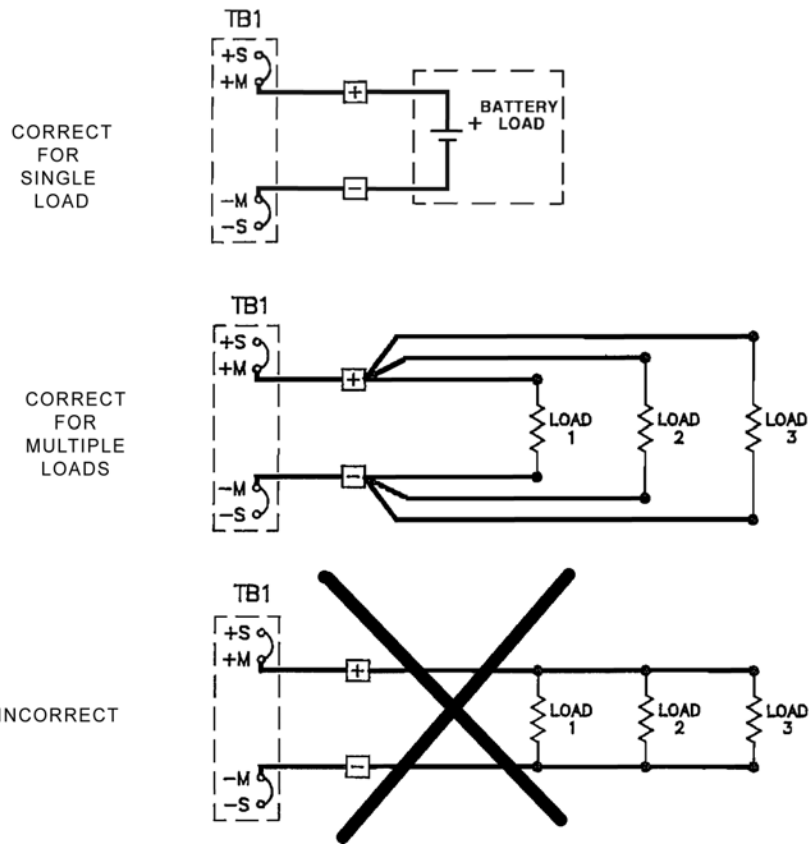 TB1
+S
+M
+
+ BATTERY
LOAD
CORRECT
FOR
SINGLE
LOAD
-
-M
-S
TB1
+S
+M
+
CORRECT
FOR
MULTIPLE
LOADS
LOAD
1
LOAD
2
LOAD
3
-
-M
-S
TB1
+S
+M
+
INCORRECT
LOAD
1
LOAD
2
LOAD
3
-
-M
-S